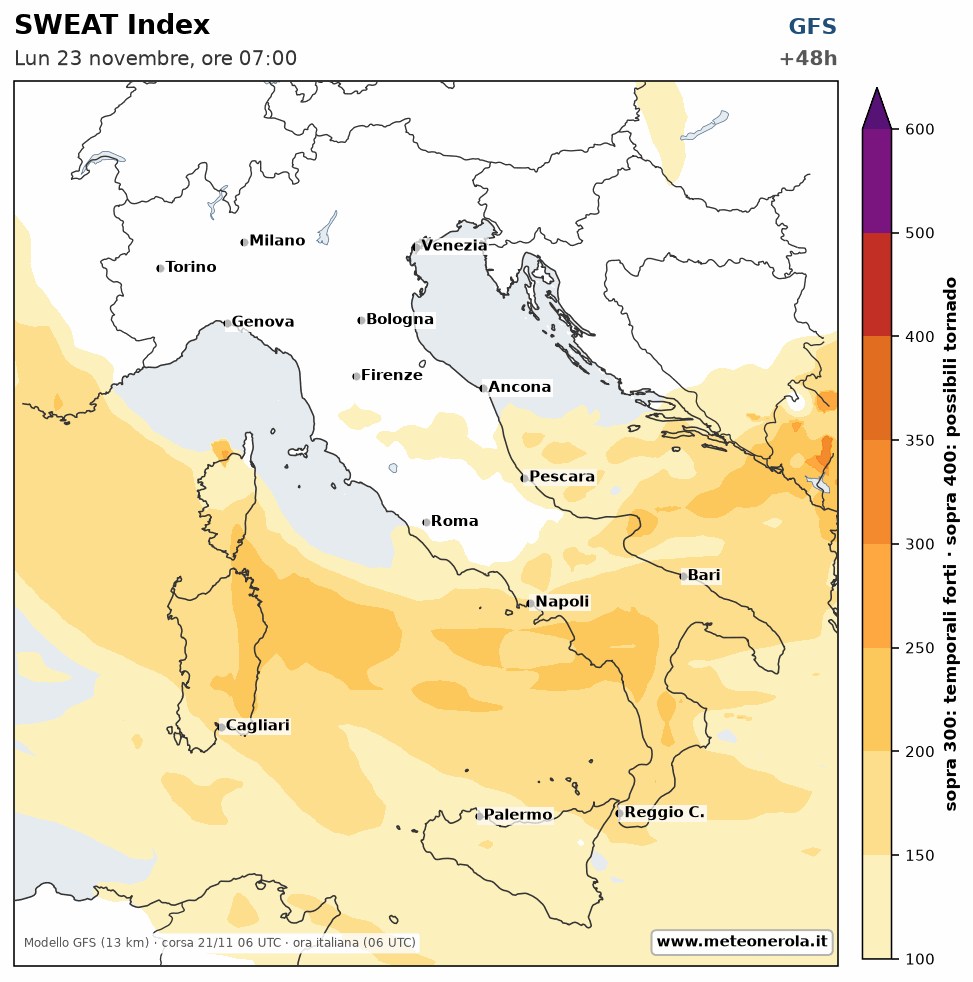 SWEAT Index
GFS
Lun 23 novembre, ore 07:00
+48h
600
500
400
350
300
250
200
150
100
sopra 300: temporali forti · sopra 400: possibili tornado
Milano
Venezia
Torino
Genova
Bologna
Firenze
Ancona
Pescara
Roma
Bari
Napoli
Cagliari
Palermo
Reggio C.
Modello GFS (13 km) · corsa 21/11 06 UTC · ora italiana (06 UTC)
www.meteonerola.it